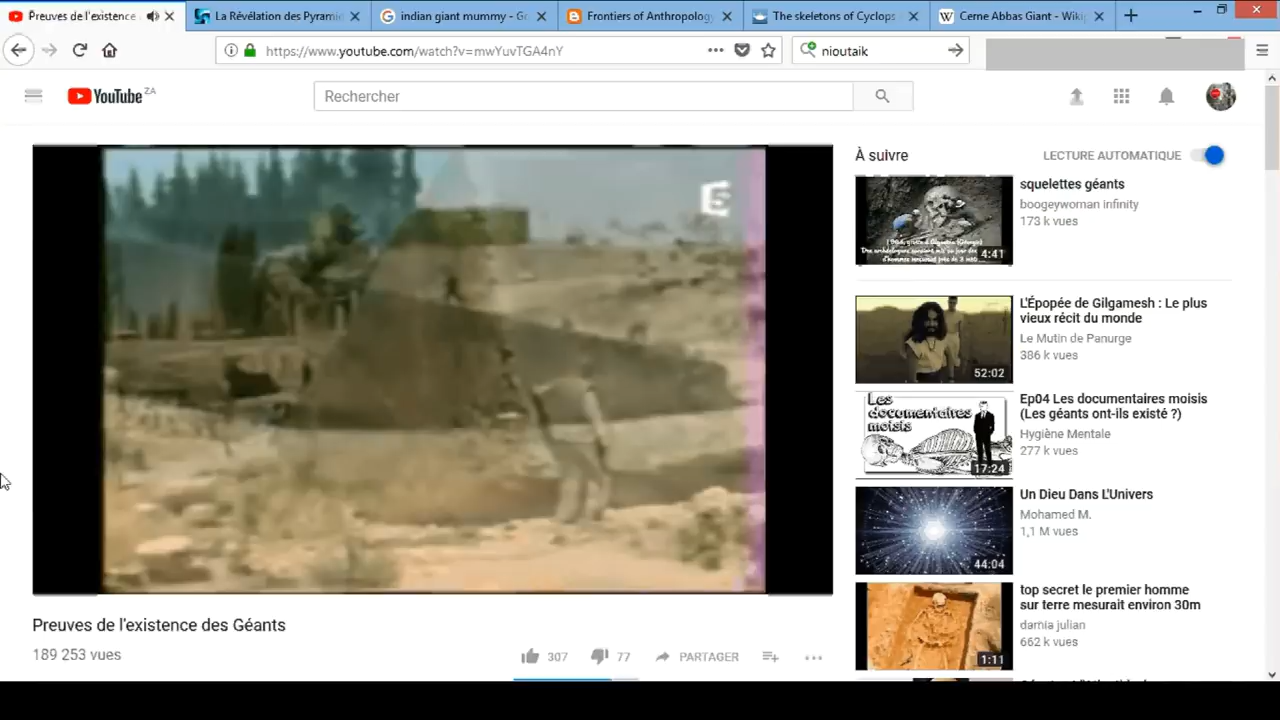 Preuves de l'existence
La Révélation des Pyramid
indian giant mummy - Go
Frontiers of Anthropology
The skeletons of Cyclops
Cerne Abbas Giant - Wiki
https://www.youtube.com/watch?v=mwYuvTGA4nY
nioutaik
YouTube ZA
Rechercher
5
À suivre
LECTURE AUTOMATIQUE
squelettes géants
boogeywoman infinity
173 k vues
4:41
L'Épopée de Gilgamesh : Le plus
vieux récit du monde
Le Mutin de Panurge
386 k vues
52:02
Ep04 Les documentaires moisis
(Les géants ont-ils existé ?)
Hygiène Mentale
277 k vues
Les
documentaires
moisis
17:24
Un Dieu Dans L'Univers
Mohamed M.
1,1 M vues
44:04
top secret le premier homme
sur terre mesurait environ 30m
darnia julian
662 k vues
1:11
Preuves de l'existence des Géants
189 253 vues
307
77
PARTAGER